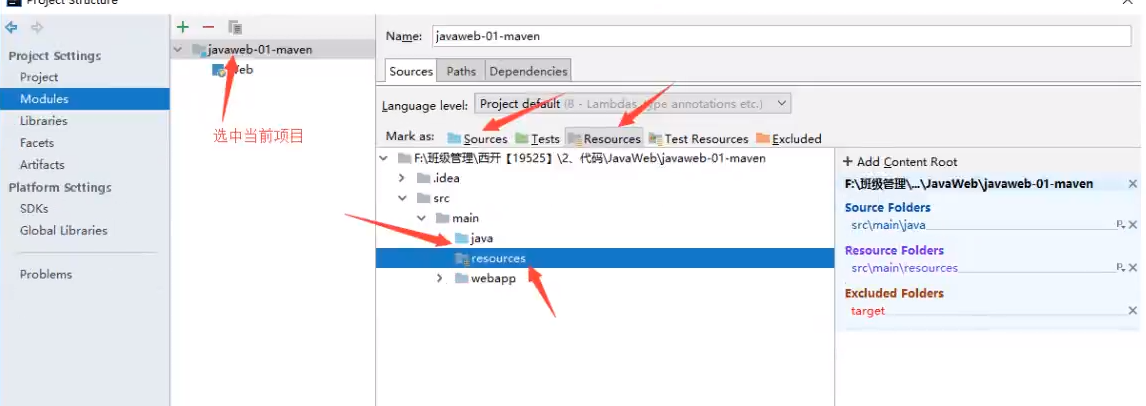 Project Structure
Name: javaweb-01-maven
Project Settings
Project
Modules
Libraries
Facets
Artifacts
Platform Settings
SDKs
Global Libraries
Problems
javaweb-01-maven
选中当前项目
Sources Paths Dependencies
Language level: Project default (8 - Lambdas, type annotations etc.)
Mark as: Sources Tests Resources Test Resources Excluded
F:\班级管理\西开【19525】\2、代码\JavaWeb\javaweb-01-maven
.idea
src
main
java
resources
webapp
+ Add Content Root
F:\班级管理\...\JavaWeb\javaweb-01-maven
Source Folders
src\main\java
Resource Folders
src\main\resources
Excluded Folders
target